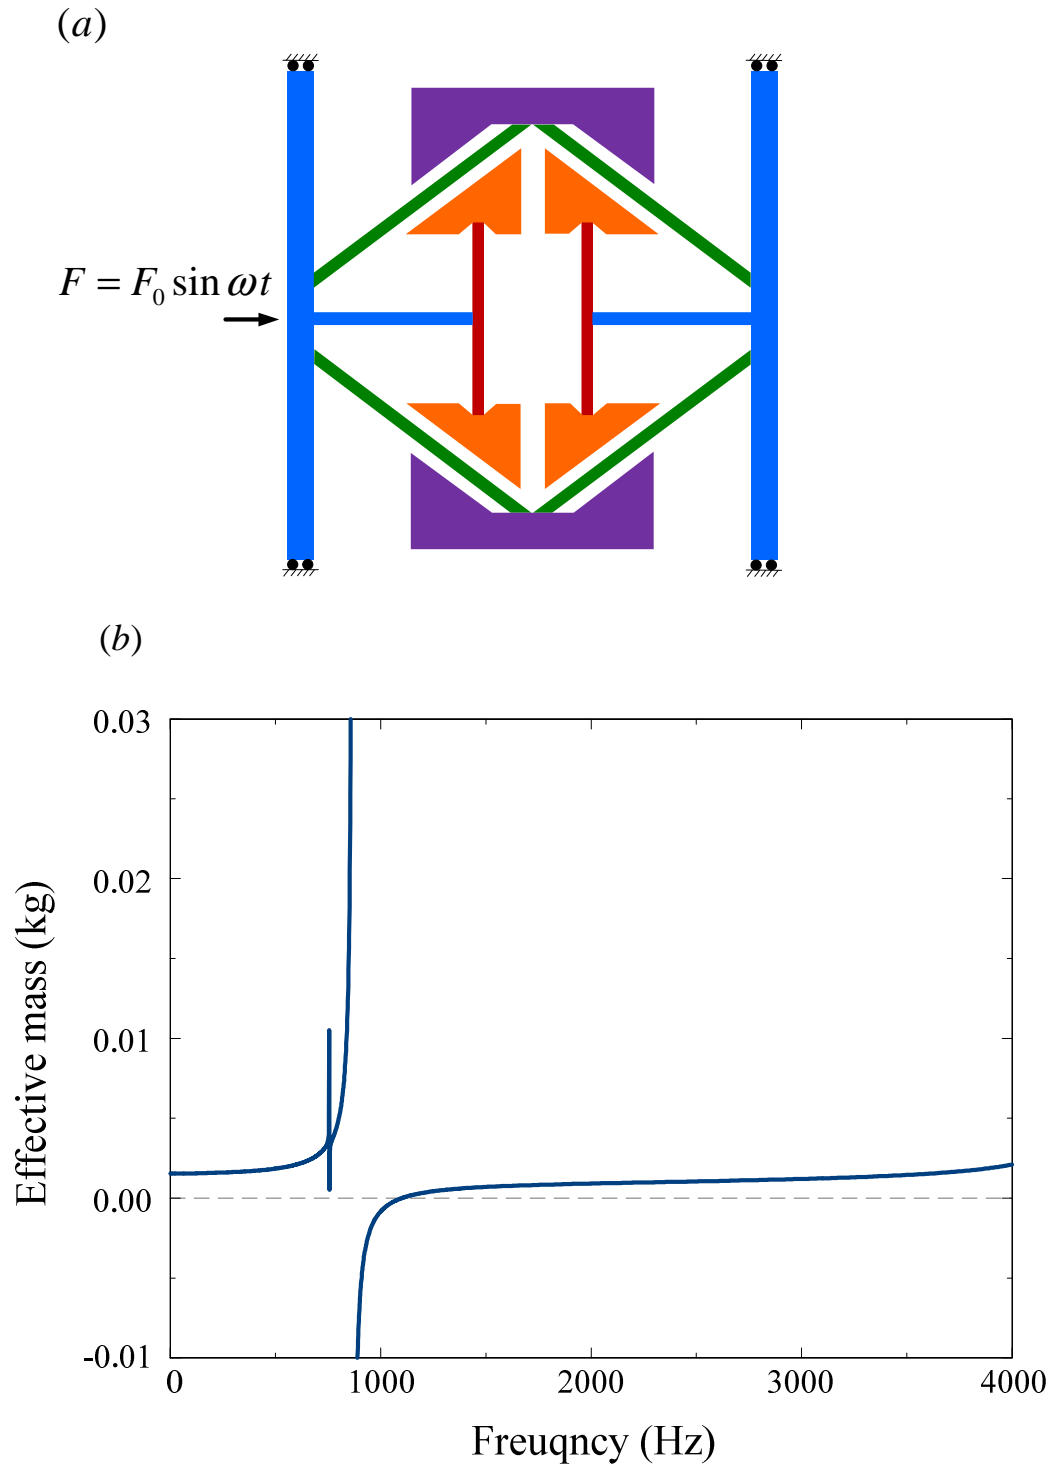 (a)
F = F₀ sin ωt
(b)
0.03
0.02
0.01
0.00
-0.01
Effective mass (kg)
0 1000 2000 3000 4000
Freuqncy (Hz)